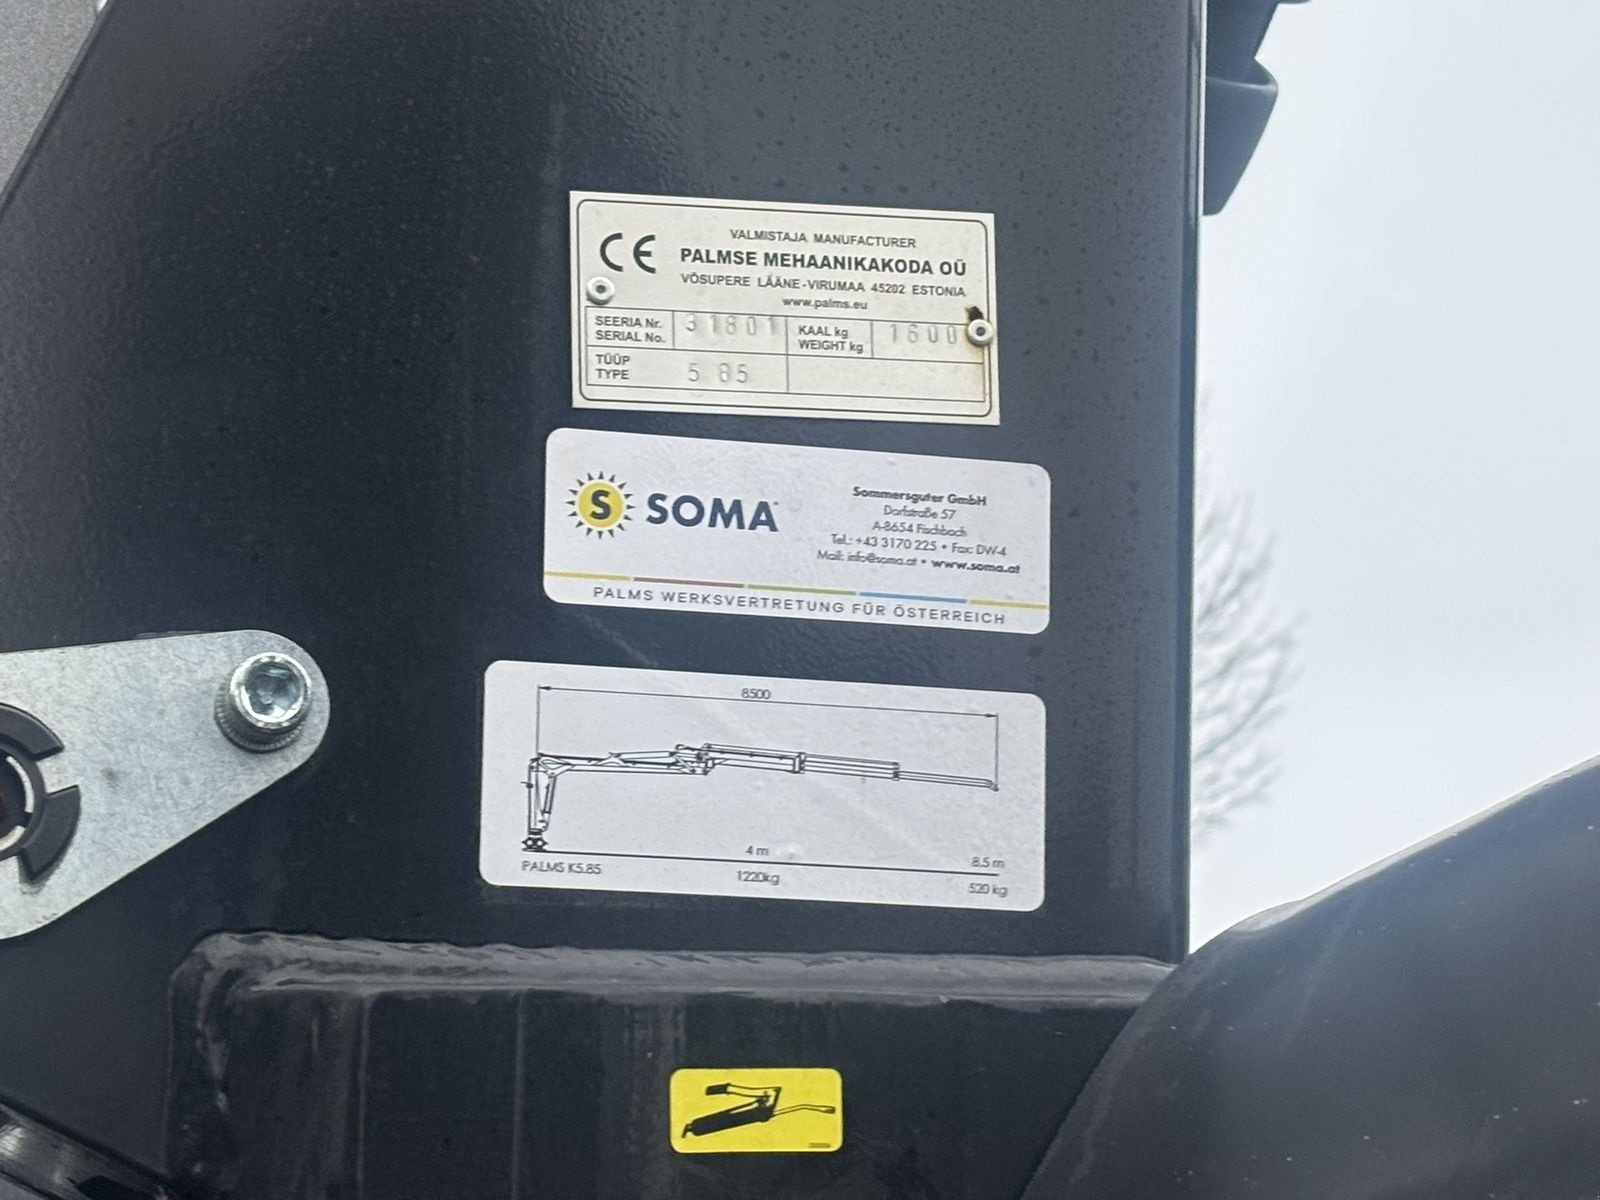 CE
VALMISTAJA MANUFACTURER
PALMSE MEHAANIKAKODA OÜ
VÕSUPERE LÄÄNE-VIRUMAA 45202 ESTONIA
www.palms.eu
SEERIA Nr. 31801 KAAL kg 1600
SERIAL No. WEIGHT kg
TÜÜP
TYPE 5 85
S SOMA
Sommersguter GmbH
Dorfstraße 57
A-8654 Fischbach
Tel.: +43 3170 225 • Fax: DW-4
Mail: info@soma.at • www.soma.at
PALMS WERKSVERTRETUNG FÜR ÖSTERREICH
8500
4 m 8,5 m
PALMS K5.85 1220kg 520 kg